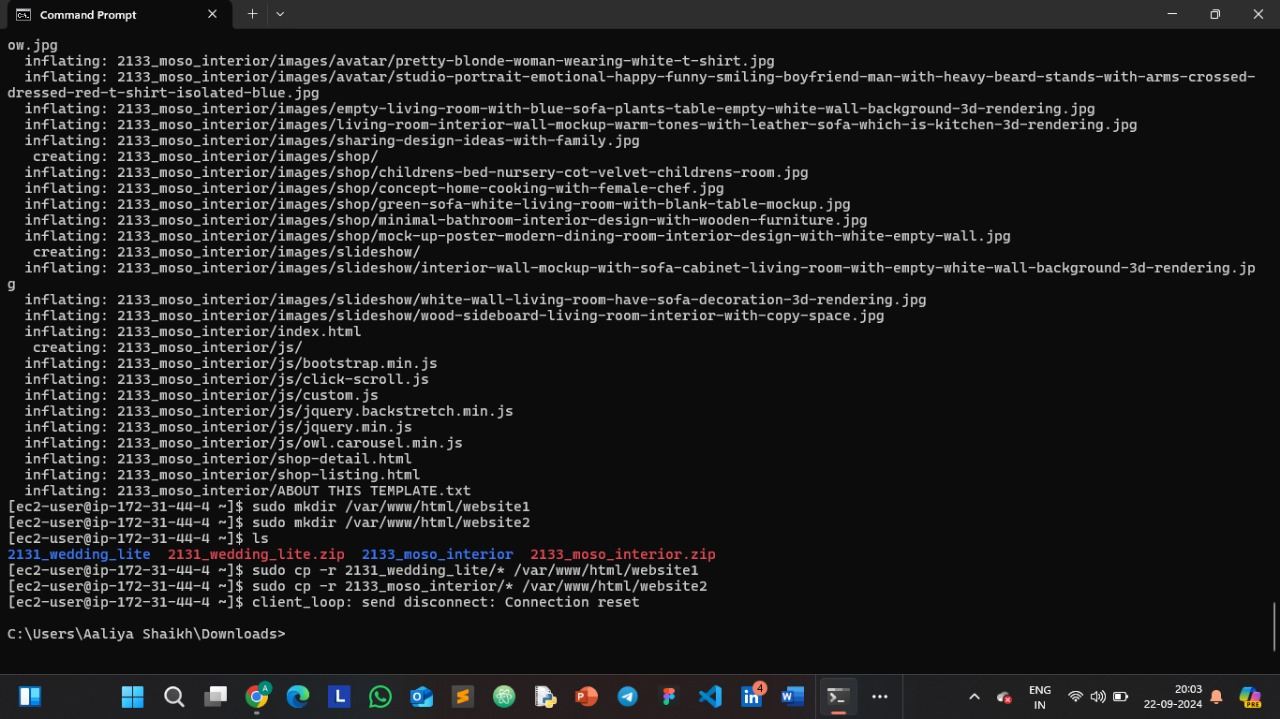 Command Prompt
ow.jpg
inflating: 2133_moso_interior/images/avatar/pretty-blonde-woman-wearing-white-t-shirt.jpg
inflating: 2133_moso_interior/images/avatar/studio-portrait-emotional-happy-funny-smiling-boyfriend-man-with-heavy-beard-stands-with-arms-crossed-
dressed-red-t-shirt-isolated-blue.jpg
inflating: 2133_moso_interior/images/empty-living-room-with-blue-sofa-plants-table-empty-white-wall-background-3d-rendering.jpg
inflating: 2133_moso_interior/images/living-room-interior-wall-mockup-warm-tones-with-leather-sofa-which-is-kitchen-3d-rendering.jpg
inflating: 2133_moso_interior/images/sharing-design-ideas-with-family.jpg
creating: 2133_moso_interior/images/shop/
inflating: 2133_moso_interior/images/shop/childrens-bed-nursery-cot-velvet-childrens-room.jpg
inflating: 2133_moso_interior/images/shop/concept-home-cooking-with-female-chef.jpg
inflating: 2133_moso_interior/images/shop/green-sofa-white-living-room-with-blank-table-mockup.jpg
inflating: 2133_moso_interior/images/shop/minimal-bathroom-interior-design-with-wooden-furniture.jpg
inflating: 2133_moso_interior/images/shop/mock-up-poster-modern-dining-room-interior-design-with-white-empty-wall.jpg
creating: 2133_moso_interior/images/slideshow/
inflating: 2133_moso_interior/images/slideshow/interior-wall-mockup-with-sofa-cabinet-living-room-with-empty-white-wall-background-3d-rendering.jp
g
inflating: 2133_moso_interior/images/slideshow/white-wall-living-room-have-sofa-decoration-3d-rendering.jpg
inflating: 2133_moso_interior/images/slideshow/wood-sideboard-living-room-interior-with-copy-space.jpg
inflating: 2133_moso_interior/index.html
creating: 2133_moso_interior/js/
inflating: 2133_moso_interior/js/bootstrap.min.js
inflating: 2133_moso_interior/js/click-scroll.js
inflating: 2133_moso_interior/js/custom.js
inflating: 2133_moso_interior/js/jquery.backstretch.min.js
inflating: 2133_moso_interior/js/jquery.min.js
inflating: 2133_moso_interior/js/owl.carousel.min.js
inflating: 2133_moso_interior/shop-detail.html
inflating: 2133_moso_interior/shop-listing.html
inflating: 2133_moso_interior/ABOUT THIS TEMPLATE.txt
[ec2-user@ip-172-31-44-4 ~]$ sudo mkdir /var/www/html/website1
[ec2-user@ip-172-31-44-4 ~]$ sudo mkdir /var/www/html/website2
[ec2-user@ip-172-31-44-4 ~]$ ls
2131_wedding_lite 2131_wedding_lite.zip 2133_moso_interior 2133_moso_interior.zip
[ec2-user@ip-172-31-44-4 ~]$ sudo cp -r 2131_wedding_lite/* /var/www/html/website1
[ec2-user@ip-172-31-44-4 ~]$ sudo cp -r 2133_moso_interior/* /var/www/html/website2
[ec2-user@ip-172-31-44-4 ~]$ client_loop: send disconnect: Connection reset
C:\Users\Aaliya Shaikh\Downloads>
A
L
P
4
in
W
ENG
IN
20:03
22-09-2024
PRE